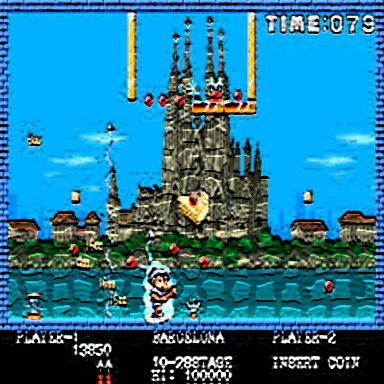 TIME:079
PLAYER-1 BARCELONA PLAYER-2
13850
10-28STAGE INSERT COIN
HI: 100000